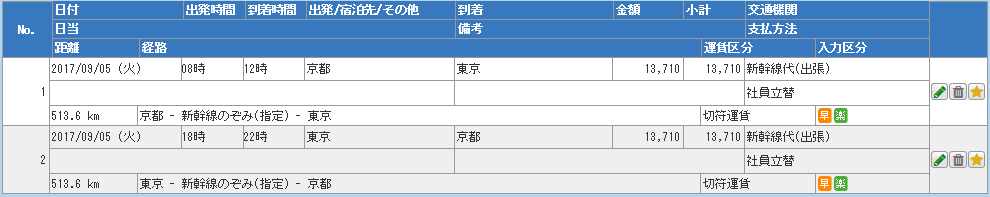 No. 日付 出発時間 到着時間 出発/宿泊先/その他 到着 金額 小計 交通機関
日当 備考 支払方法
距離 経路 運賃区分 入力区分
1 2017/09/05 (火) 08時 12時 京都 東京 13,710 13,710 新幹線代(出張)
社員立替
513.6 km 京都 - 新幹線のぞみ(指定) - 東京 切符運賃 早 楽
2 2017/09/05 (火) 18時 22時 東京 京都 13,710 13,710 新幹線代(出張)
社員立替
513.6 km 東京 - 新幹線のぞみ(指定) - 京都 切符運賃 早 楽